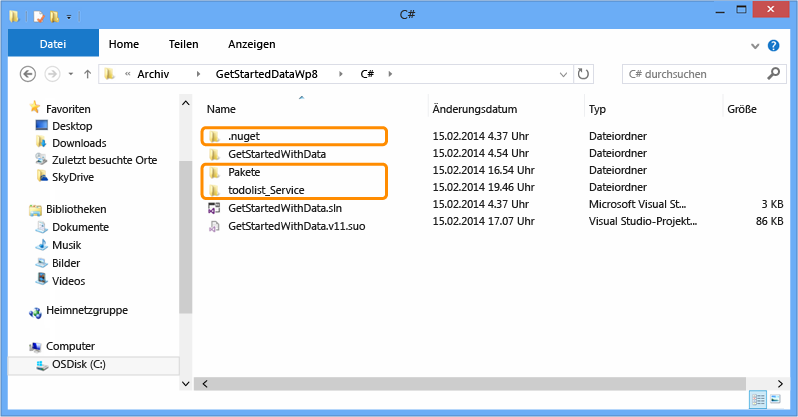 C#
Datei Home Teilen Anzeigen
« Archiv GetStartedDataWp8 C# C# durchsuchen
Name Änderungsdatum Typ Größe
Favoriten
Desktop
Downloads
Zuletzt besuchte Orte
SkyDrive
Bibliotheken
Dokumente
Musik
Bilder
Videos
Heimnetzgruppe
Computer
OSDisk (C:)
.nuget 15.02.2014 4.37 Uhr Dateiordner
GetStartedWithData 15.02.2014 4.54 Uhr Dateiordner
Pakete 15.02.2014 16.54 Uhr Dateiordner
todolist_Service 15.02.2014 19.46 Uhr Dateiordner
GetStartedWithData.sln 15.02.2014 4.37 Uhr Microsoft Visual St... 3 KB
GetStartedWithData.v11.suo 15.02.2014 17.07 Uhr Visual Studio-Projekt... 86 KB